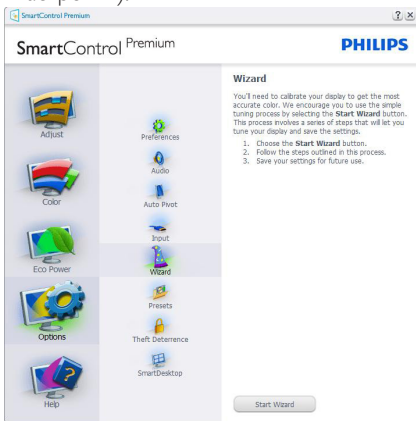 SmartControl Premium
? ×
SmartControl Premium
PHILIPS
Adjust
Color
Eco Power
Options
Help
Preferences
Audio
Auto Pivot
Input
Wizard
Presets
Theft Deterrence
SmartDesktop
Wizard
You'll need to calibrate your display to get the most
accurate color. We encourage you to use the simple
tuning process by selecting the Start Wizard button.
This process involves a series of steps that will let you
tune your display and save the settings.
1. Choose the Start Wizard button.
2. Follow the steps outlined in this process.
3. Save your settings for future use.
Start Wizard